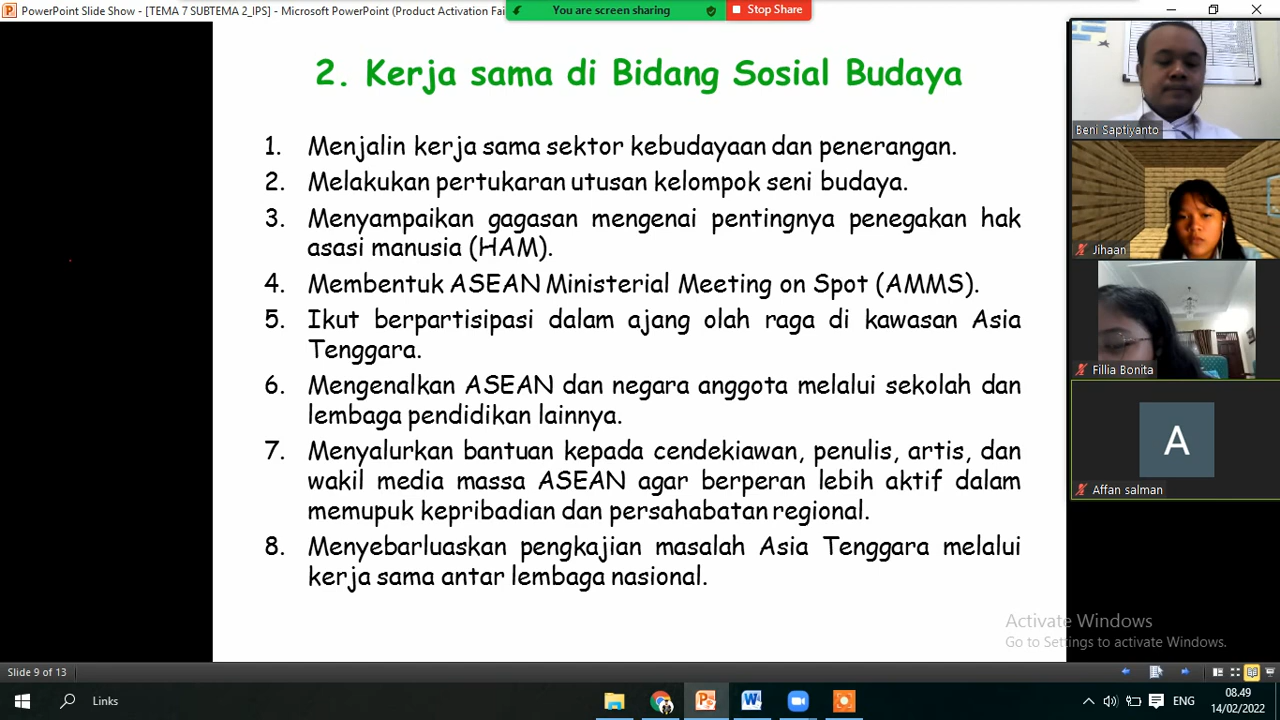 PowerPoint Slide Show - [TEMA 7 SUBTEMA 2_IPS] - Microsoft PowerPoint (Product Activation Fai
You are screen sharing
Stop Share
2. Kerja sama di Bidang Sosial Budaya
1. Menjalin kerja sama sektor kebudayaan dan penerangan.
2. Melakukan pertukaran utusan kelompok seni budaya.
3. Menyampaikan gagasan mengenai pentingnya penegakan hak
asasi manusia (HAM).
4. Membentuk ASEAN Ministerial Meeting on Spot (AMMS).
5. Ikut berpartisipasi dalam ajang olah raga di kawasan Asia
Tenggara.
6. Mengenalkan ASEAN dan negara anggota melalui sekolah dan
lembaga pendidikan lainnya.
7. Menyalurkan bantuan kepada cendekiawan, penulis, artis, dan
wakil media massa ASEAN agar berperan lebih aktif dalam
memupuk kepribadian dan persahabatan regional.
8. Menyebarluaskan pengkajian masalah Asia Tenggara melalui
kerja sama antar lembaga nasional.
Beni Saptiyanto
Jihaan
Fillia Bonita
A
Affan salman
Activate Windows
Go to Settings to activate Windows.
Slide 9 of 13
Links
ENG
08.49
14/02/2022